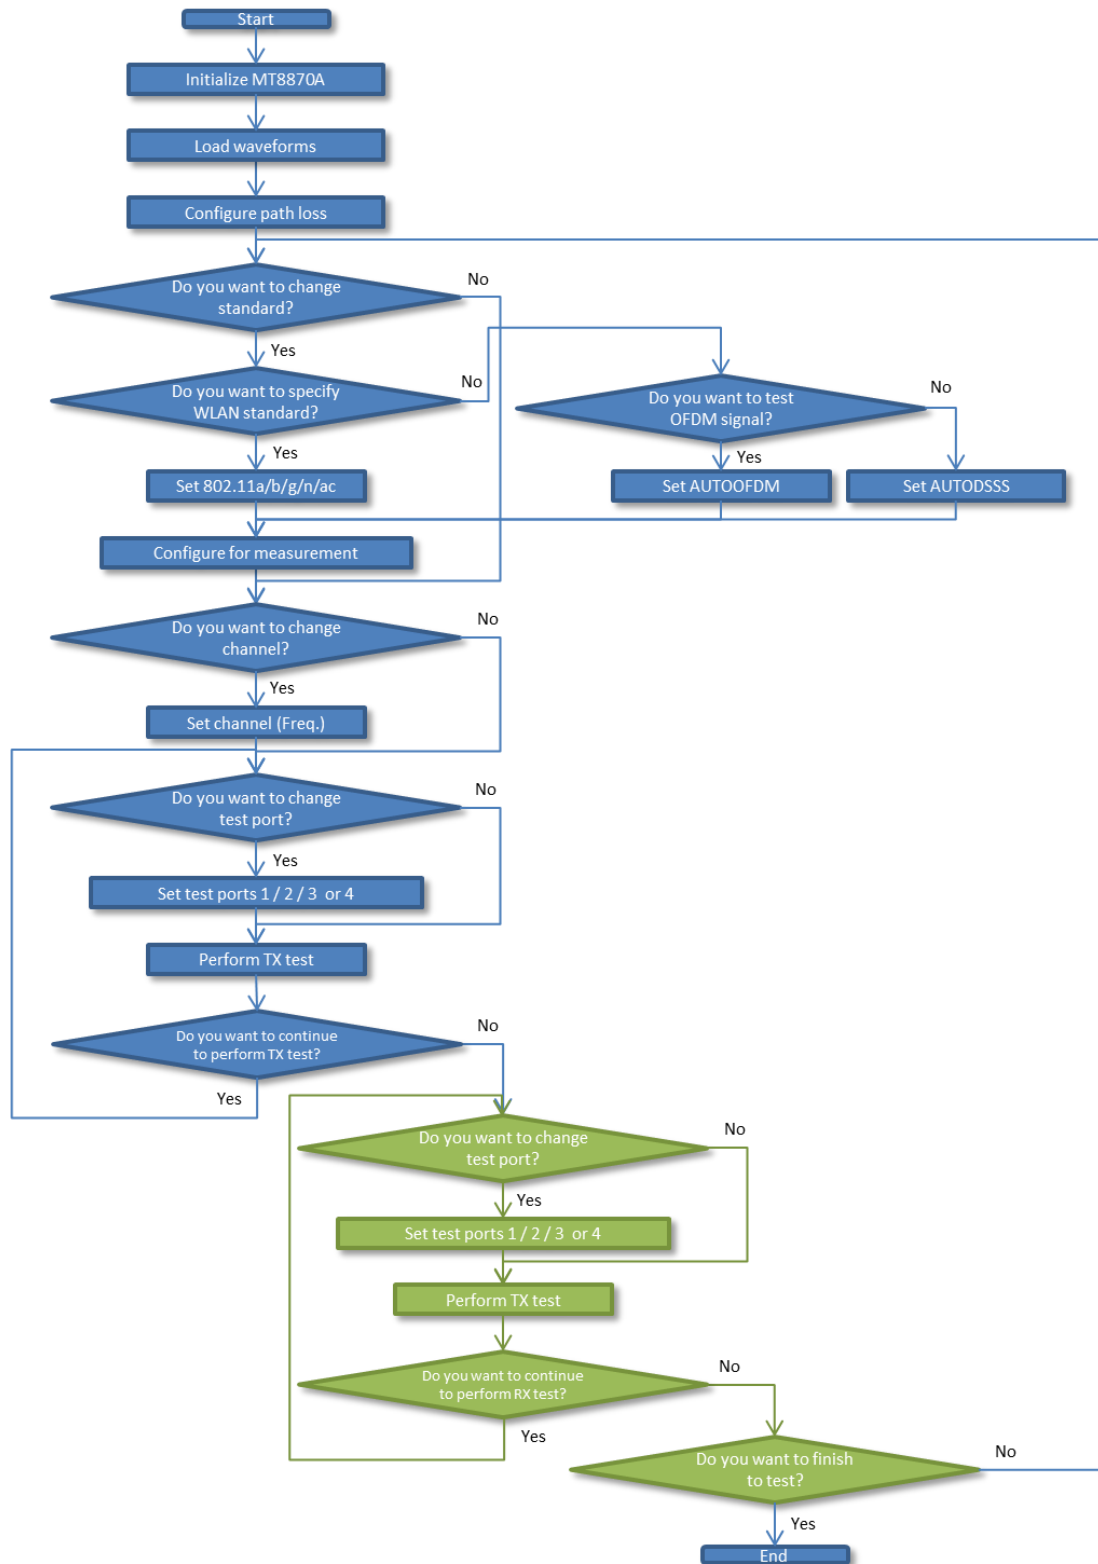 Start
Initialize MT8870A
Load waveforms
Configure path loss
Do you want to change
standard?
No
Yes
Do you want to specify
WLAN standard?
No
Yes
Do you want to test
OFDM signal?
No
Yes
Set 802.11a/b/g/n/ac
Set AUTOOFDM
Set AUTODSSS
Configure for measurement
Do you want to change
channel?
No
Yes
Set channel (Freq.)
Do you want to change
test port?
No
Yes
Set test ports 1 / 2 / 3 or 4
Perform TX test
Do you want to continue
to perform TX test?
No
Yes
Do you want to change
test port?
No
Yes
Set test ports 1 / 2 / 3 or 4
Perform TX test
Do you want to continue
to perform RX test?
No
Yes
Do you want to finish
to test?
No
Yes
End